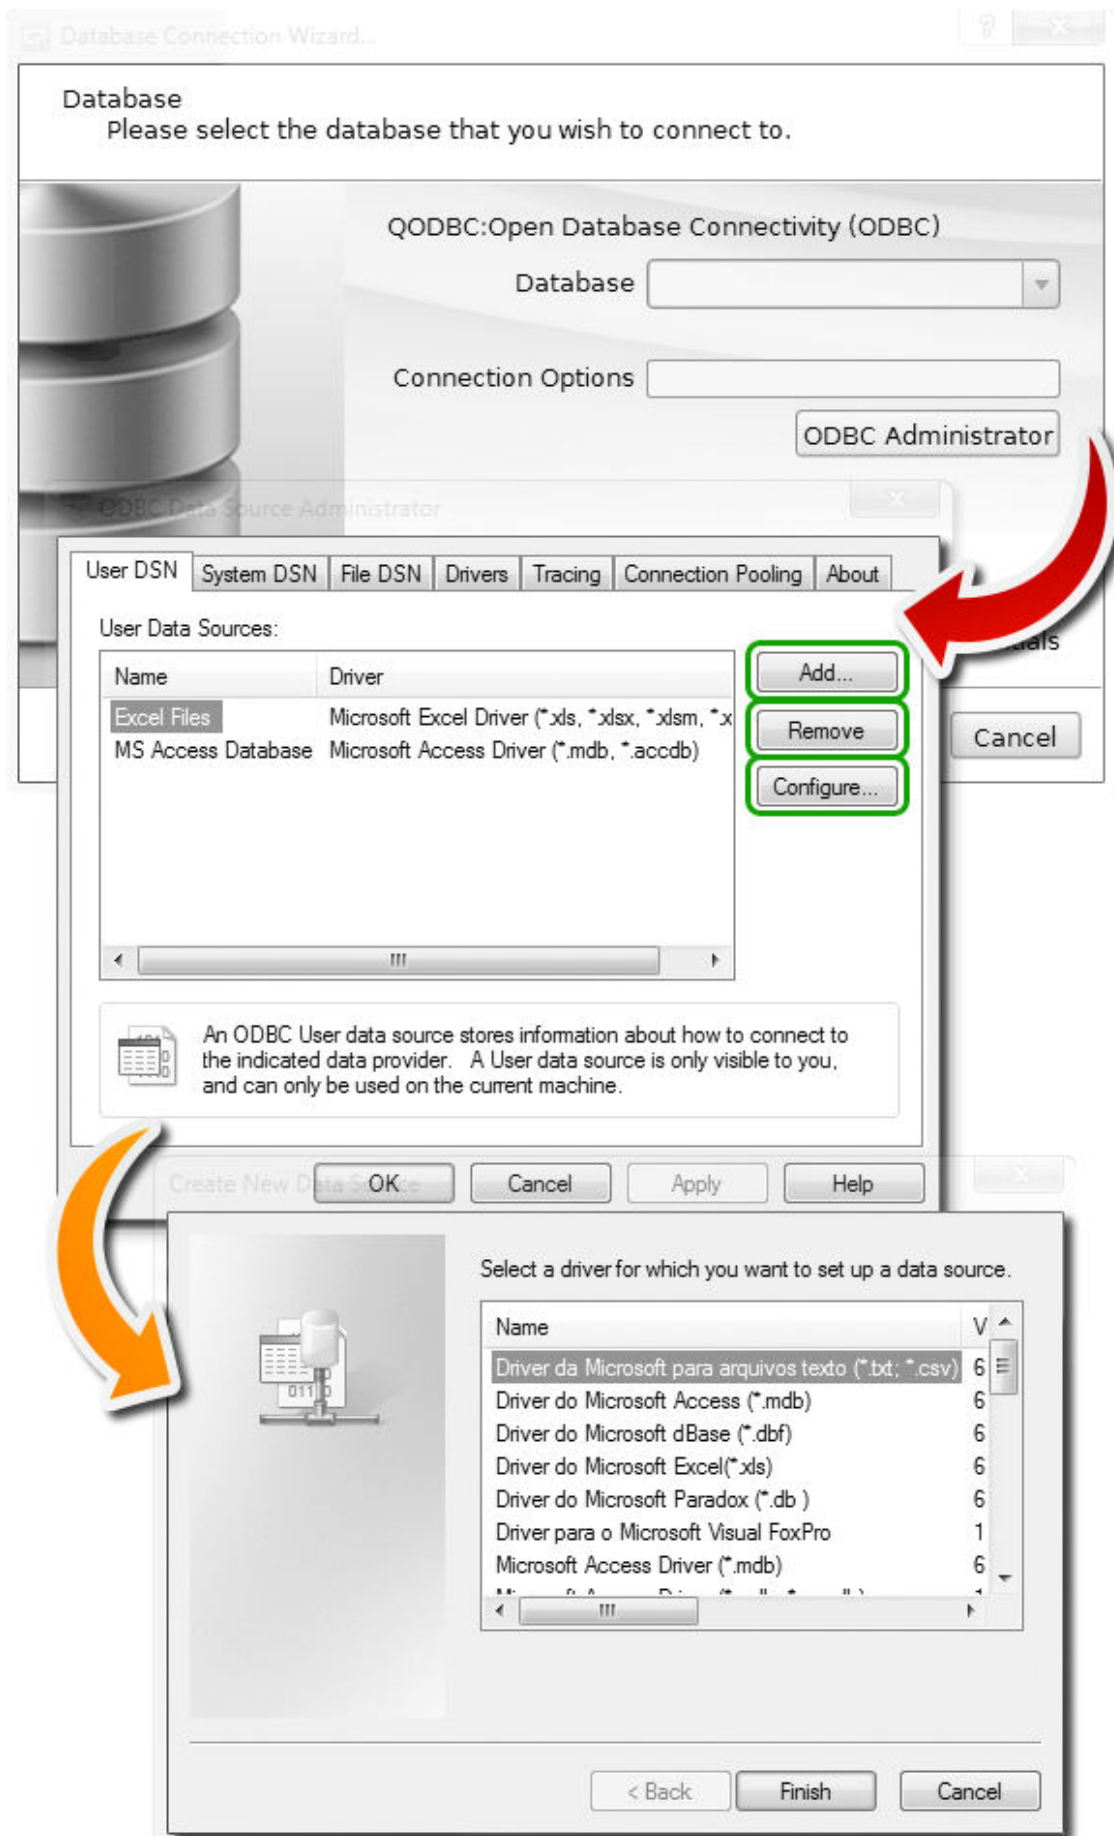 Database Connection Wizard...
Database
Please select the database that you wish to connect to.
QODBC:Open Database Connectivity (ODBC)
Database
Connection Options
ODBC Administrator
ODBC Data Source Administrator
User DSN System DSN File DSN Drivers Tracing Connection Pooling About
User Data Sources:
Name Driver
Excel Files Microsoft Excel Driver (*.xls, *.xlsx, *.xlsm, *.x
MS Access Database Microsoft Access Driver (*.mdb, *.accdb)
Add...
Remove
Configure...
Cancel
An ODBC User data source stores information about how to connect to
the indicated data provider. A User data source is only visible to you,
and can only be used on the current machine.
OK Cancel Apply Help
Create New Data Source
Select a driver for which you want to set up a data source.
Name V
Driver da Microsoft para arquivos texto (*.txt; *.csv) 6
Driver do Microsoft Access (*.mdb) 6
Driver do Microsoft dBase (*.dbf) 6
Driver do Microsoft Excel(*.xls) 6
Driver do Microsoft Paradox (*.db ) 6
Driver para o Microsoft Visual FoxPro 1
Microsoft Access Driver (*.mdb) 6
< Back Finish Cancel